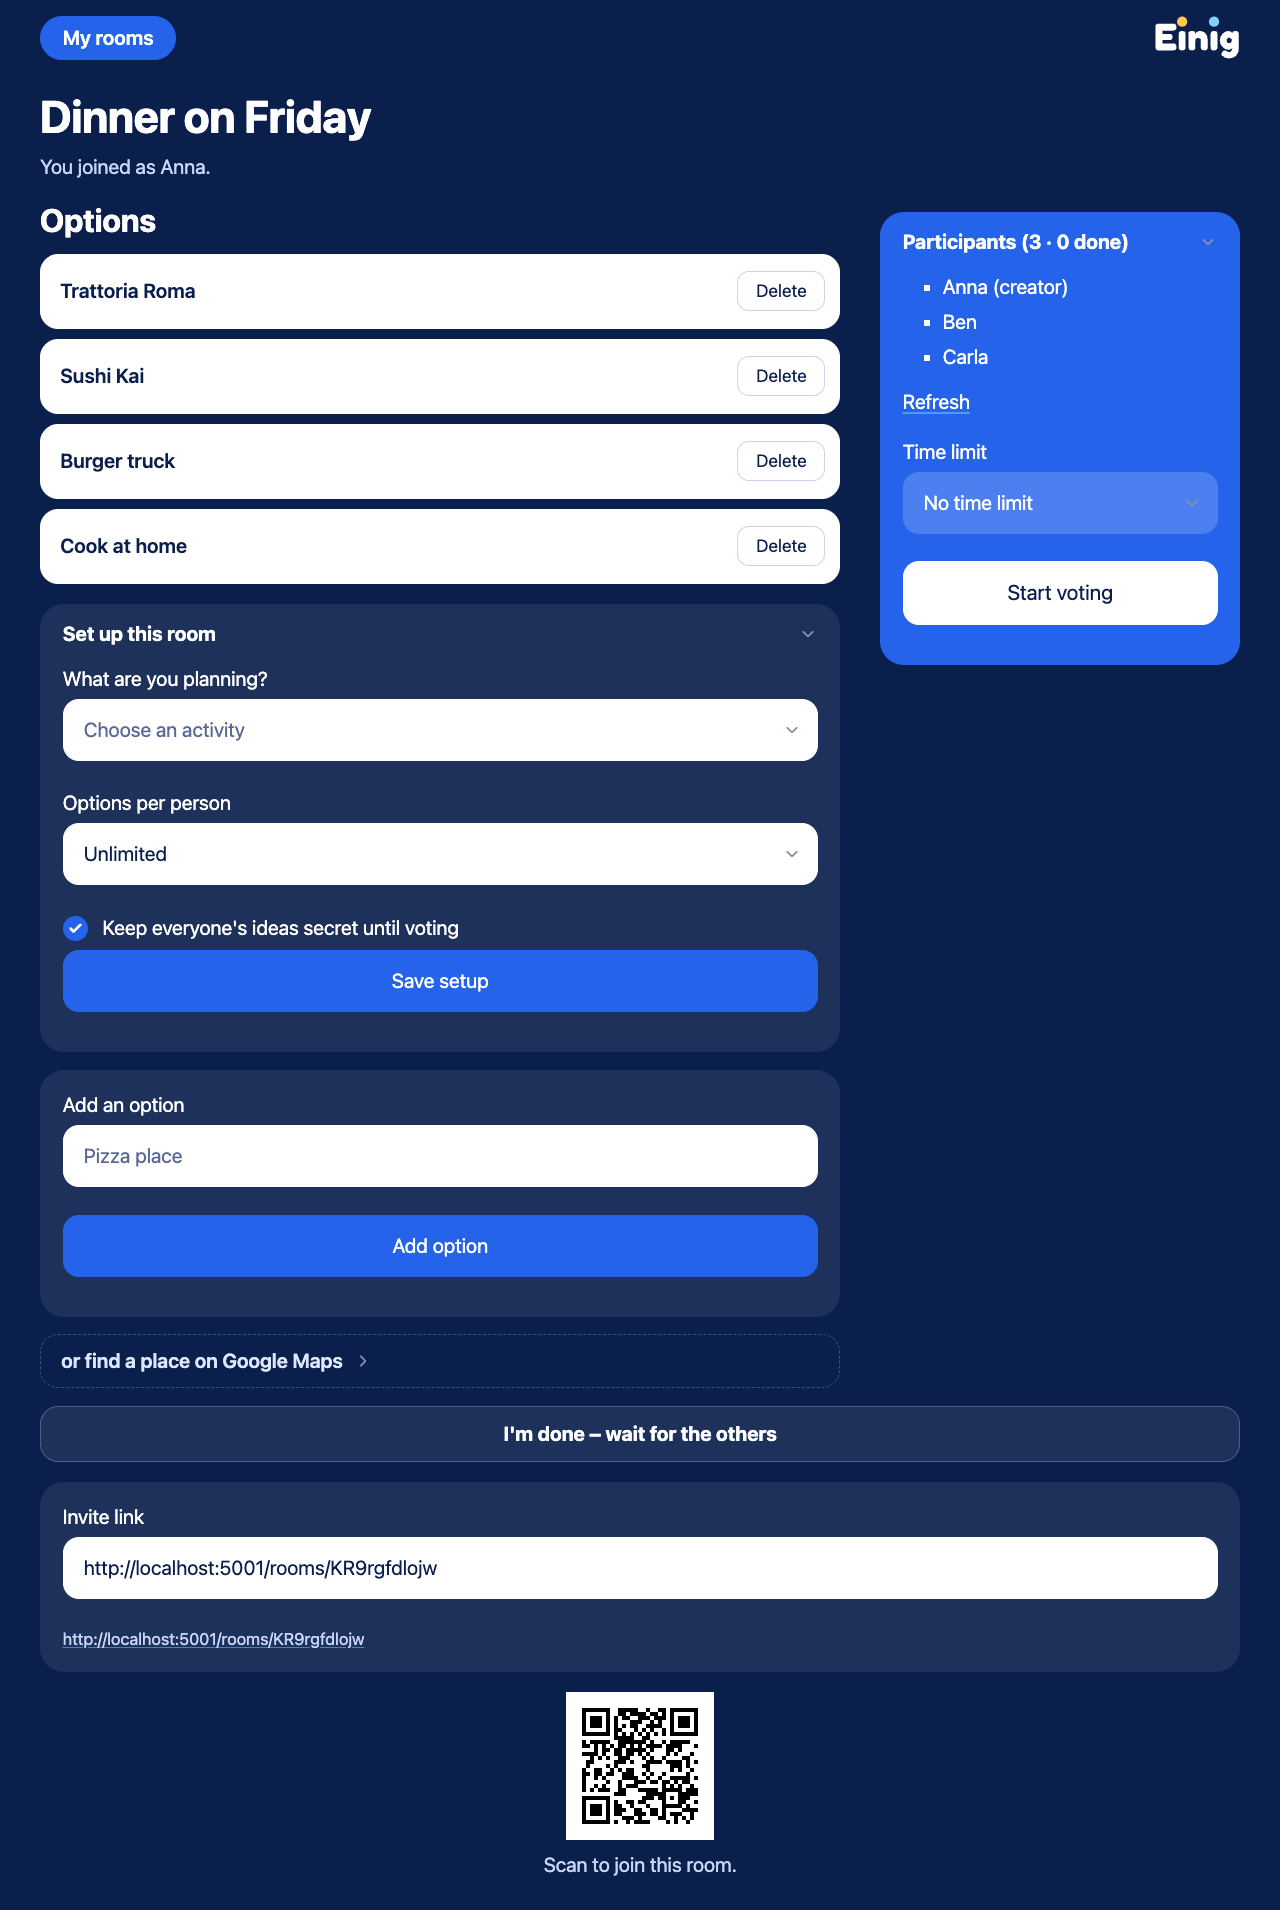 My rooms
Einig
Dinner on Friday
You joined as Anna.
Options
Trattoria Roma
Delete
Sushi Kai
Delete
Burger truck
Delete
Cook at home
Delete
Participants (3 · 0 done)
Anna (creator)
Ben
Carla
Refresh
Time limit
No time limit
Start voting
Set up this room
What are you planning?
Choose an activity
Options per person
Unlimited
Keep everyone's ideas secret until voting
Save setup
Add an option
Pizza place
Add option
or find a place on Google Maps
I'm done – wait for the others
Invite link
http://localhost:5001/rooms/KR9rgfdlojw
http://localhost:5001/rooms/KR9rgfdlojw
Scan to join this room.